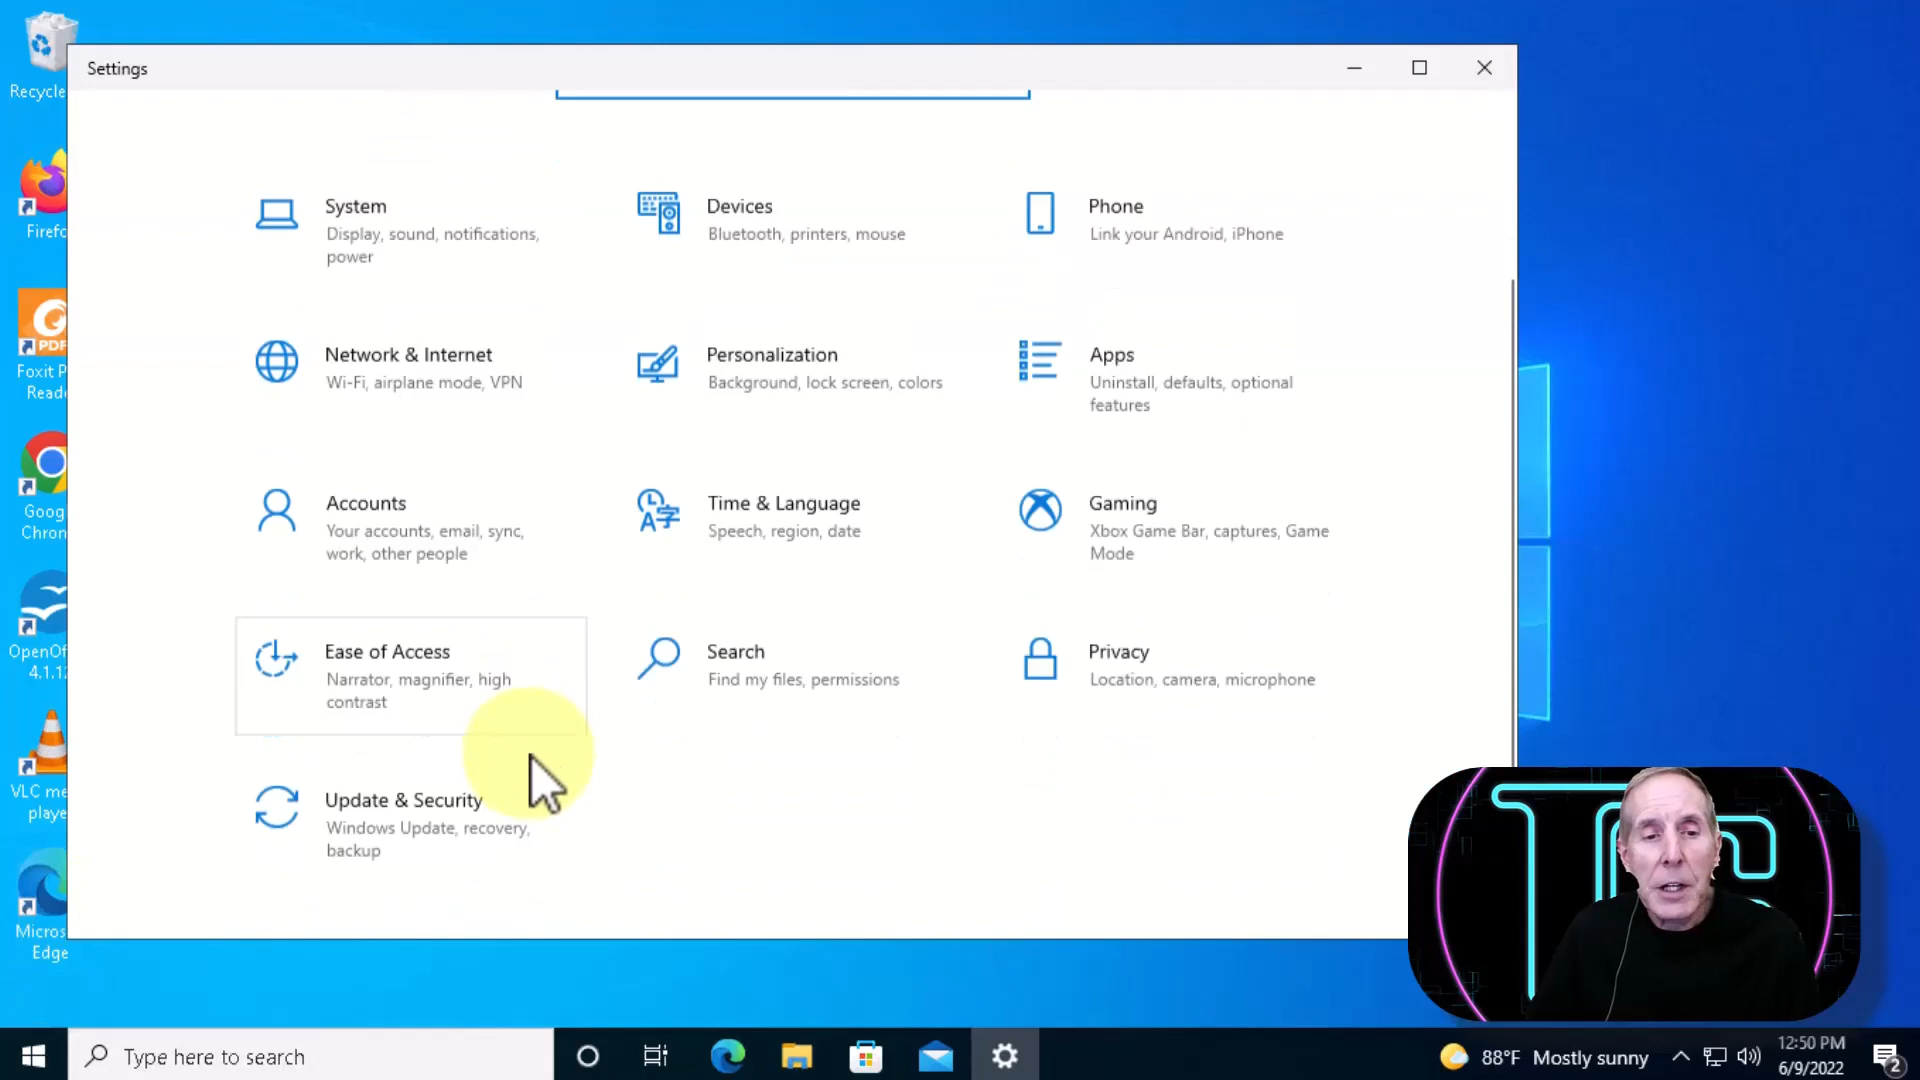 Settings
Recycle
System
Display, sound, notifications,
power
Devices
Bluetooth, printers, mouse
Phone
Link your Android, iPhone
Firefo
Network & Internet
Wi-Fi, airplane mode, VPN
Personalization
Background, lock screen, colors
Apps
Uninstall, defaults, optional
features
PDF
Foxit P
Reade
Accounts
Your accounts, email, sync,
work, other people
Time & Language
Speech, region, date
Gaming
Xbox Game Bar, captures, Game
Mode
Goog
Chron
Ease of Access
Narrator, magnifier, high
contrast
Search
Find my files, permissions
Privacy
Location, camera, microphone
OpenOf
4.1.12
Update & Security
Windows Update, recovery,
backup
VLC me
playe
Micros
Edge
Type here to search
88°F Mostly sunny
12:50 PM
6/9/2022
2